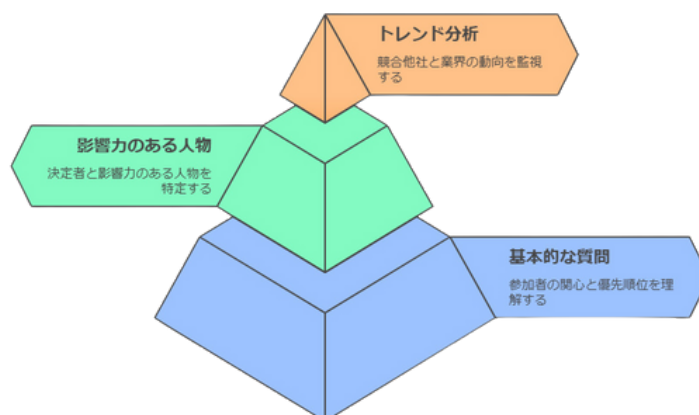 トレンド分析
競合他社と業界の動向を監視
する
影響力のある人物
決定者と影響力のある人物を
特定する
基本的な質問
参加者の関心と優先順位を理
解する